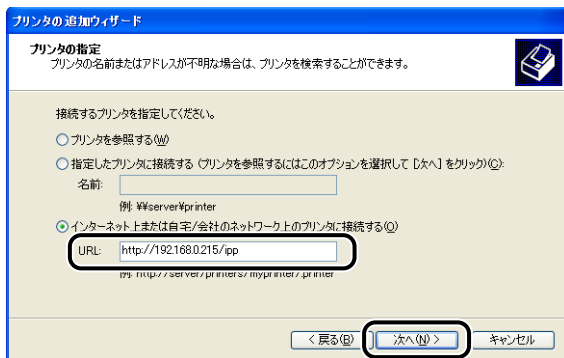 プリンタの追加ウィザード
プリンタの指定
プリンタの名前またはアドレスが不明な場合は、プリンタを検索することができます。
接続するプリンタを指定してください。
プリンタを参照する(W)
指定したプリンタに接続する (プリンタを参照するにはこのオプションを選択して [次へ] をクリック)(C):
名前:
例: ¥¥server¥printer
インターネット上または自宅/会社のネットワーク上のプリンタに接続する(O)
URL: http://192.168.0.215/ipp
例: http://server/printers/myprinter/.printer
< 戻る(B) 次へ(N) > キャンセル